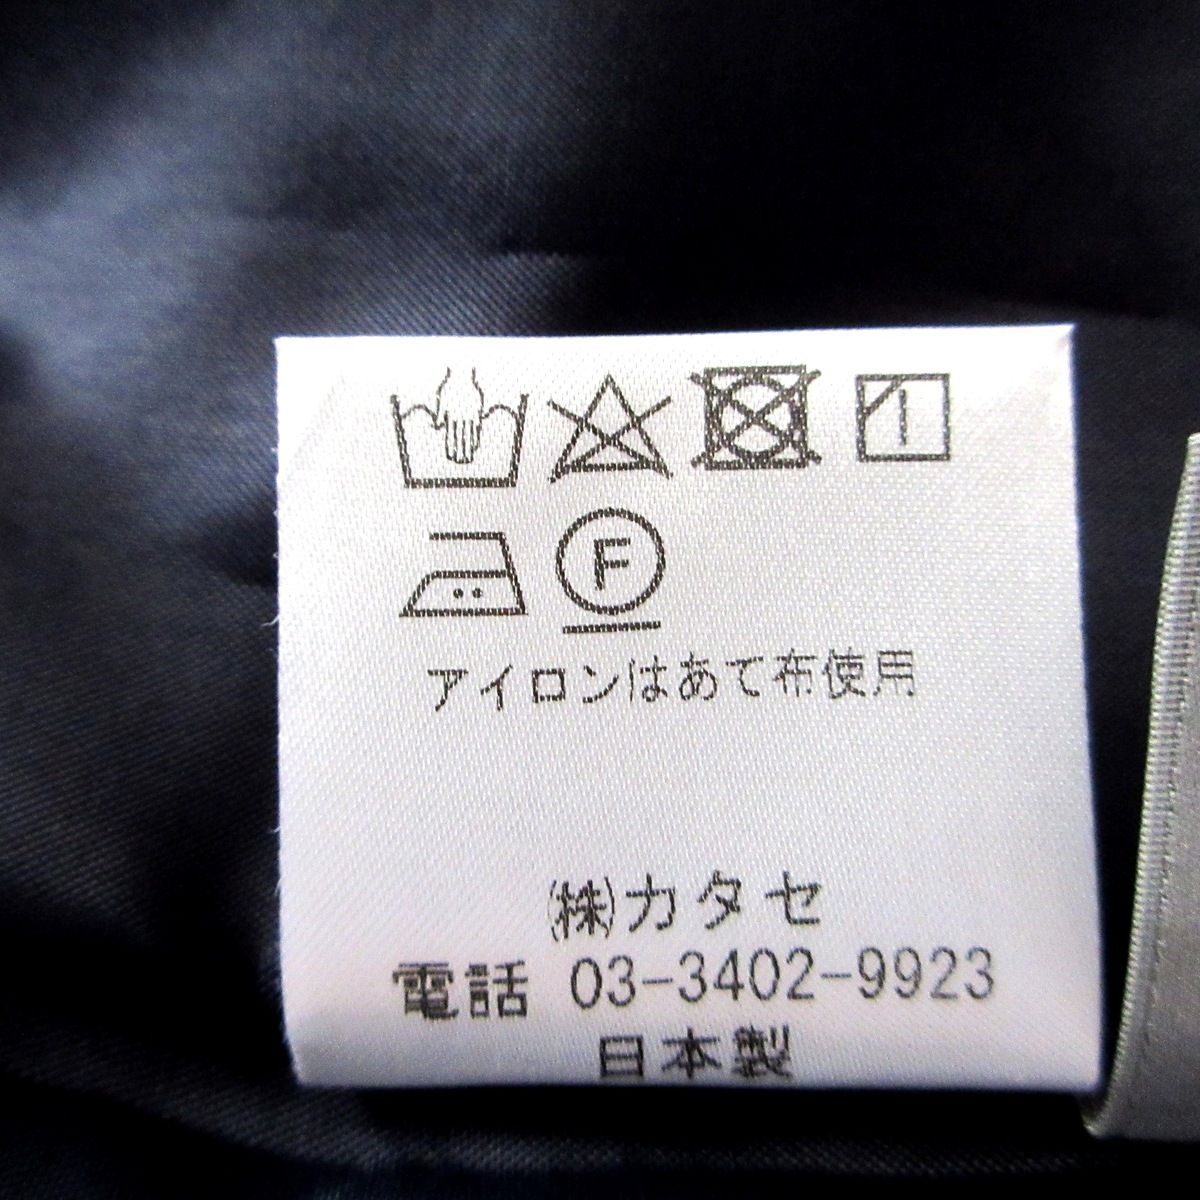 F
アイロンはあて布使用
㈱カタセ
電話 03-3402-9923
日本製